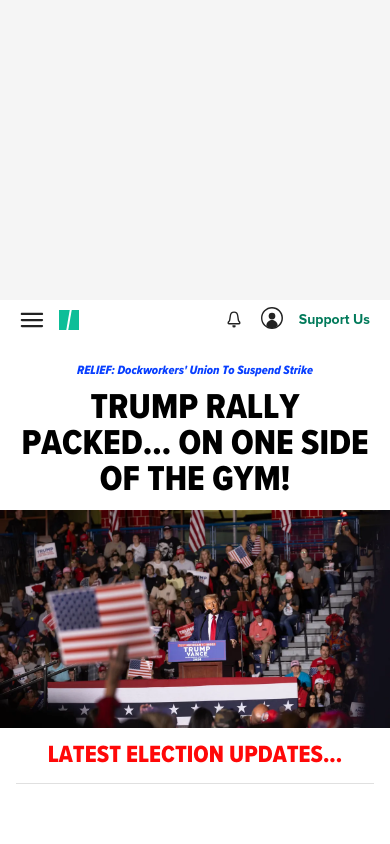 Support Us
RELIEF: Dockworkers' Union To Suspend Strike
TRUMP RALLY
PACKED... ON ONE SIDE
OF THE GYM!
TRUMP
TRUMP
VANCE
LATEST ELECTION UPDATES...